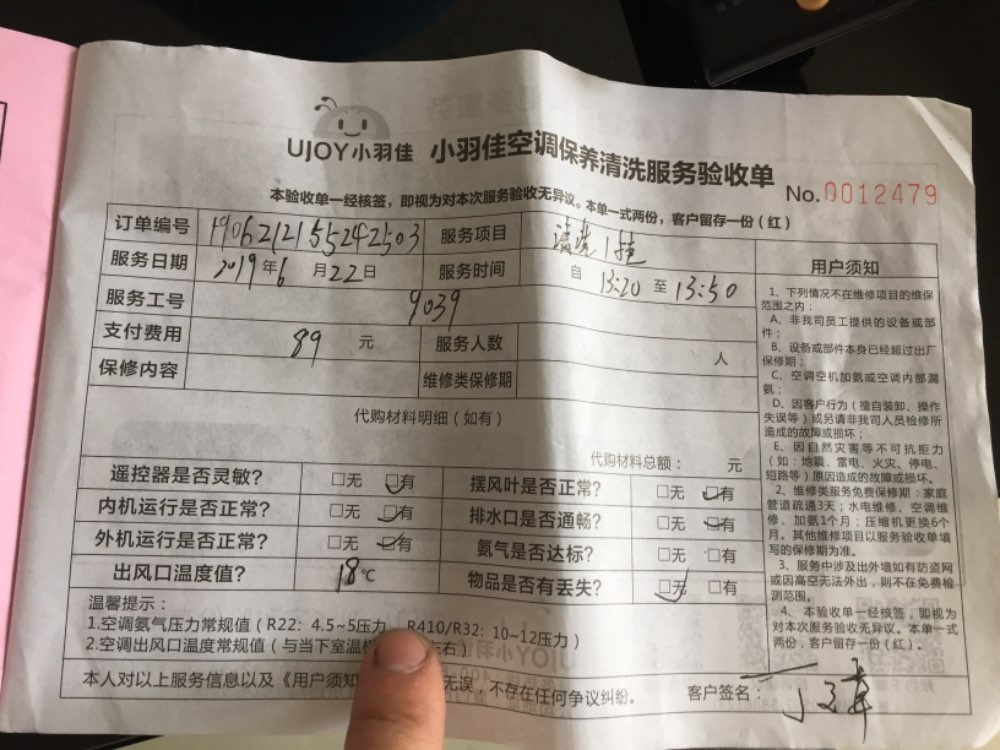 UJOY小羽佳 小羽佳空调保养清洗服务验收单
No.0012479
本验收单一经核签，即视为对本次服务验收无异议。本单一式两份，客户留存一份（红）
订单编号 1906212155242503 服务项目 清洗1挂
服务日期 2019年6月22日 服务时间 自 13:20 至 13:50
服务工号 9039
支付费用 89 元 服务人数 人
保修内容 维修类保修期
代购材料明细（如有）
代购材料总额： 元
遥控器是否灵敏？ □无 □有 摆风叶是否正常？ □无 □有
内机运行是否正常？ □无 □有 排水口是否通畅？ □无 □有
外机运行是否正常？ □无 □有 氨气是否达标？ □无 □有
出风口温度值？ 18℃ 物品是否有丢失？ □无 □有
温馨提示：
1.空调氨气压力常规值（R22：4.5~5压力 R410/R32：10~12压力）
2.空调出风口温度常规值（与当下室温 左右）
本人对以上服务信息以及《用户须知 无误，不存在任何争议纠纷。
客户签名：
用户须知
1、下列情况不在维修项目的维保
范围之内：
A、非我司员工提供的设备或部
件；
B、设备或部件本身已经超过出厂
保修期；
C、空调空机加氨或空调内部漏
氨；
D、因客户行为（擅自装卸、操作
失误等）或另请非我司人员检修所
造成的故障或损坏；
E、因自然灾害等不可抗拒力
（如：地震、雷电、火灾、停电、
短路等）原因造成的故障或损坏。
2、维修类服务免费保修期：家庭
管道疏通3天；水电维修、空调维
修、加氨1个月；压缩机更换6个
月。其他维修项目以服务验收单填
写的保修期为准。
3、服务中涉及出外墙如有防盗网
或因高空无法外出，则不在免费检
测范围。
4、本验收单一经核签，即视为
对本次服务验收无异议。本单一式
两份，客户留存一份（红）。